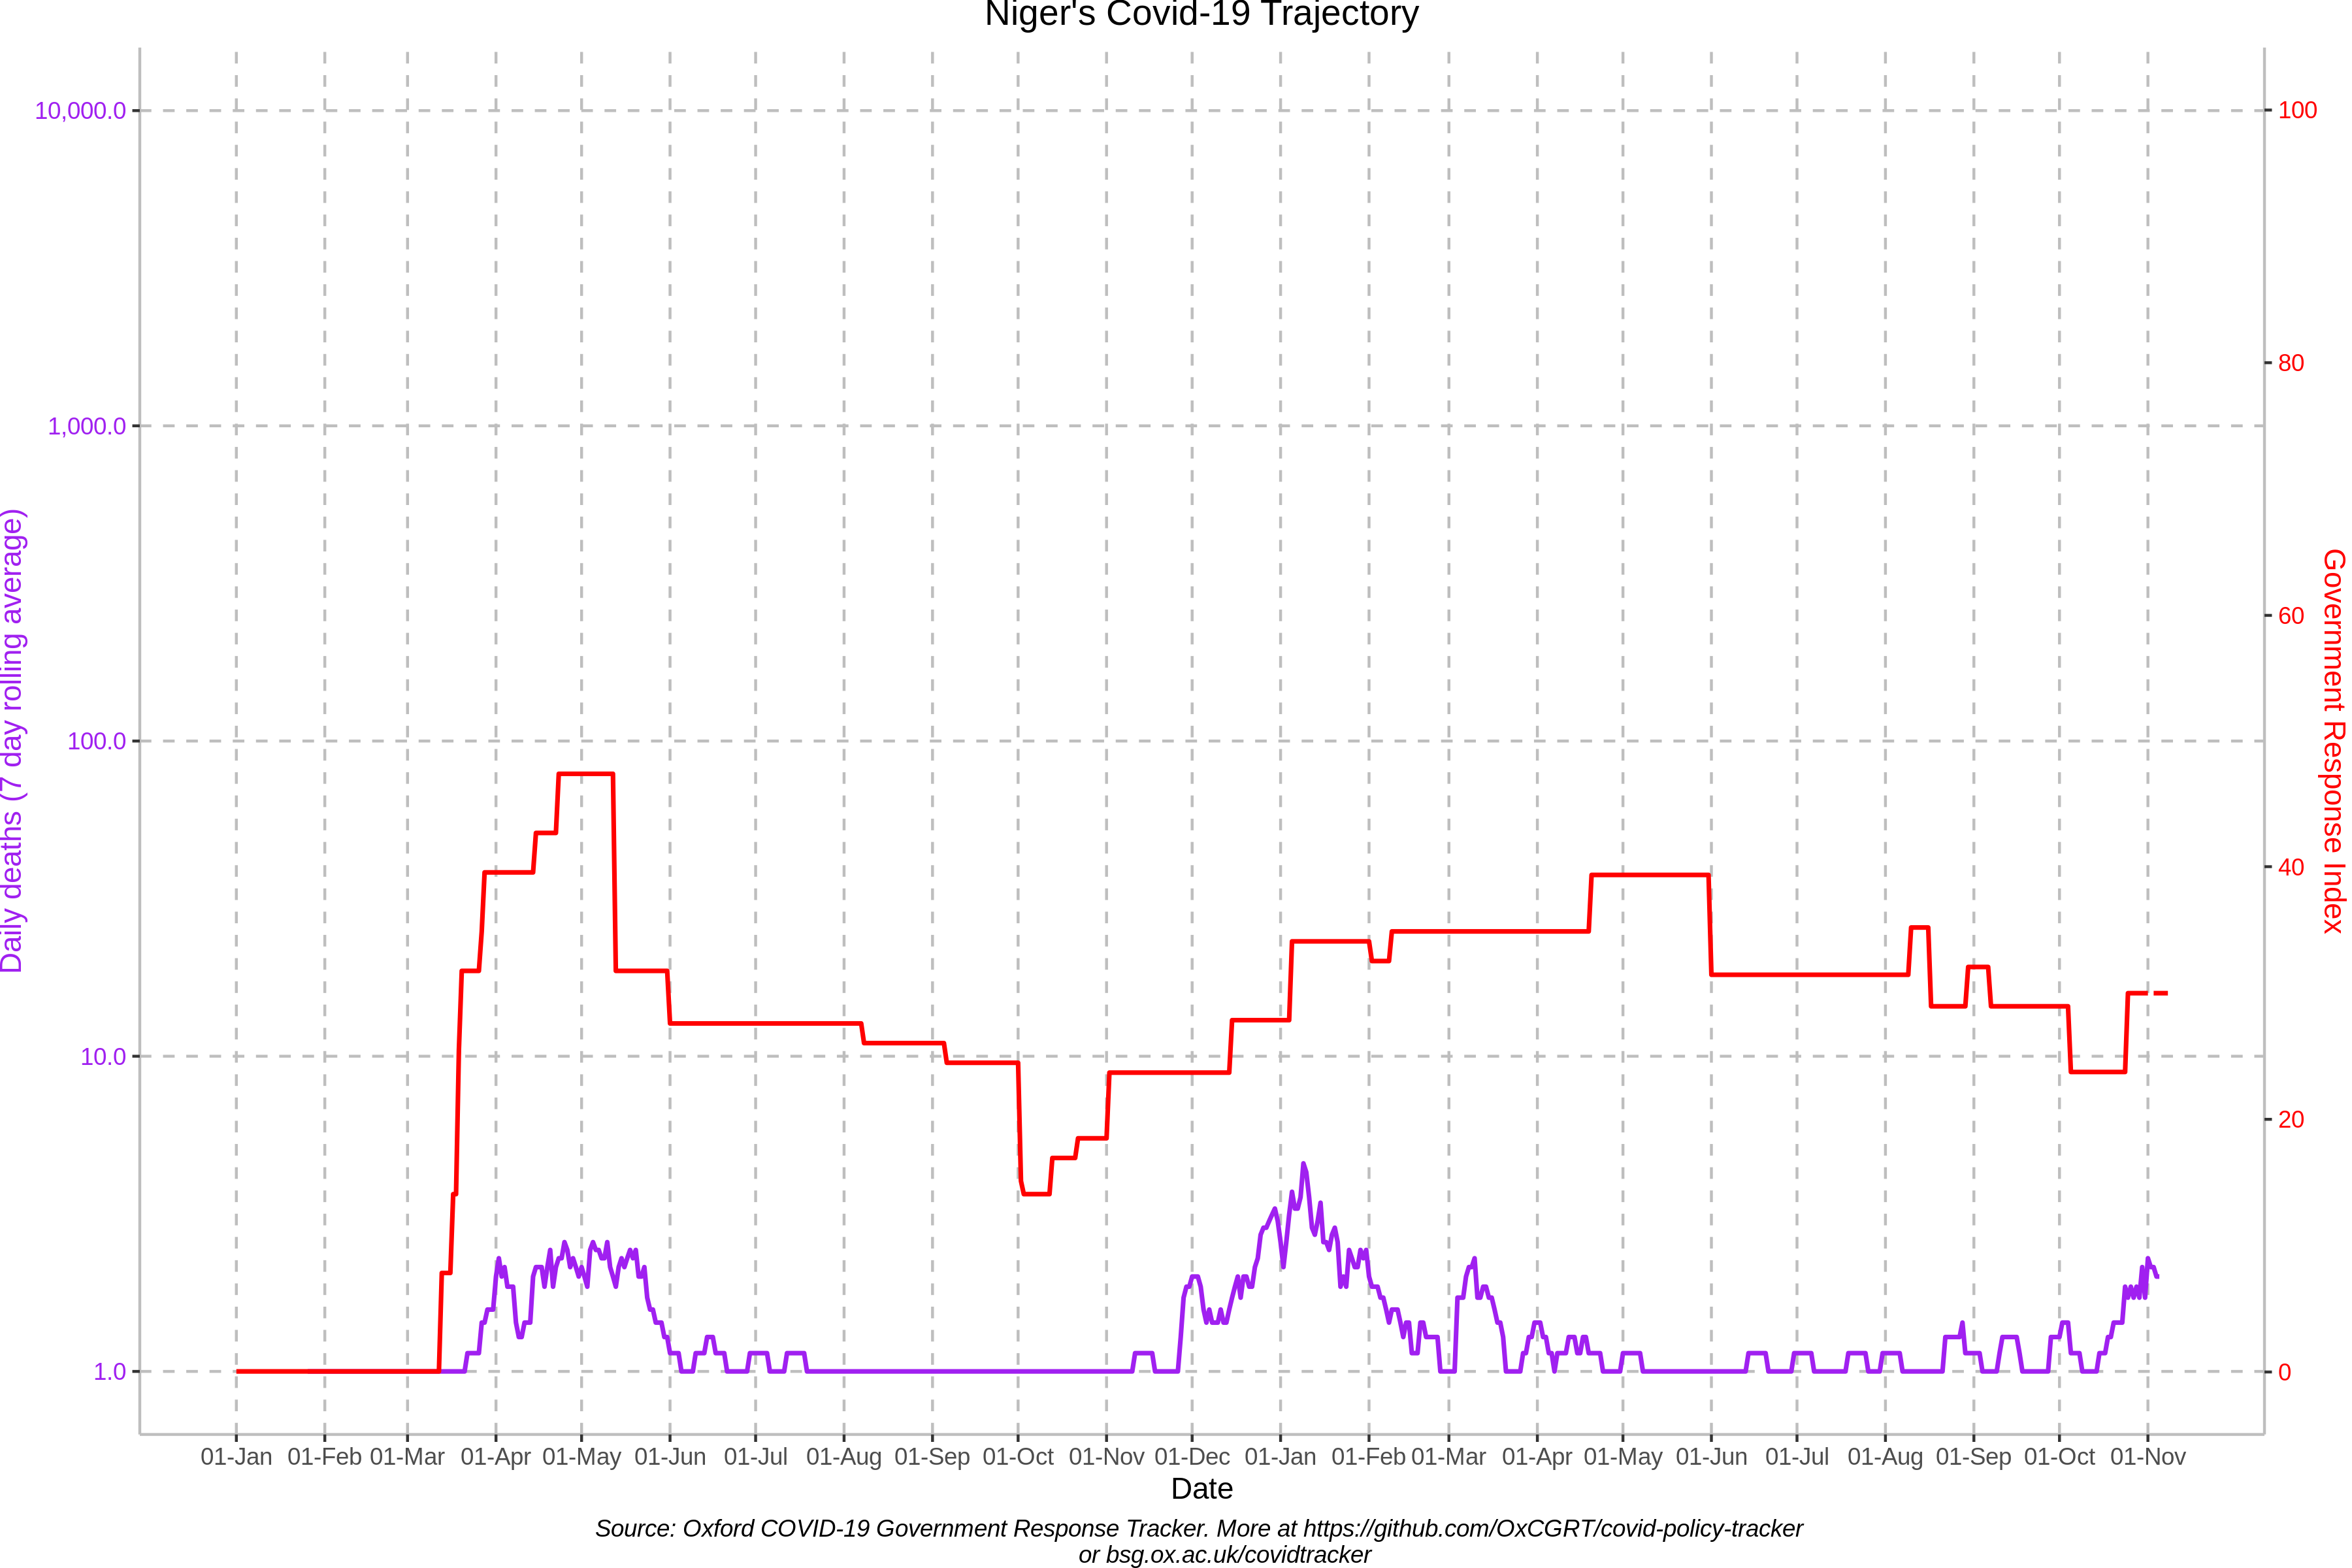 Niger's Covid-19 Trajectory
10,000.0
1,000.0
100.0
10.0
1.0
Daily deaths (7 day rolling average)
100
80
60
40
20
0
Government Response Index
01-Jan 01-Feb 01-Mar 01-Apr 01-May 01-Jun 01-Jul 01-Aug 01-Sep 01-Oct 01-Nov 01-Dec 01-Jan 01-Feb 01-Mar 01-Apr 01-May 01-Jun 01-Jul 01-Aug 01-Sep 01-Oct 01-Nov
Date
Source: Oxford COVID-19 Government Response Tracker. More at https://github.com/OxCGRT/covid-policy-tracker
or bsg.ox.ac.uk/covidtracker